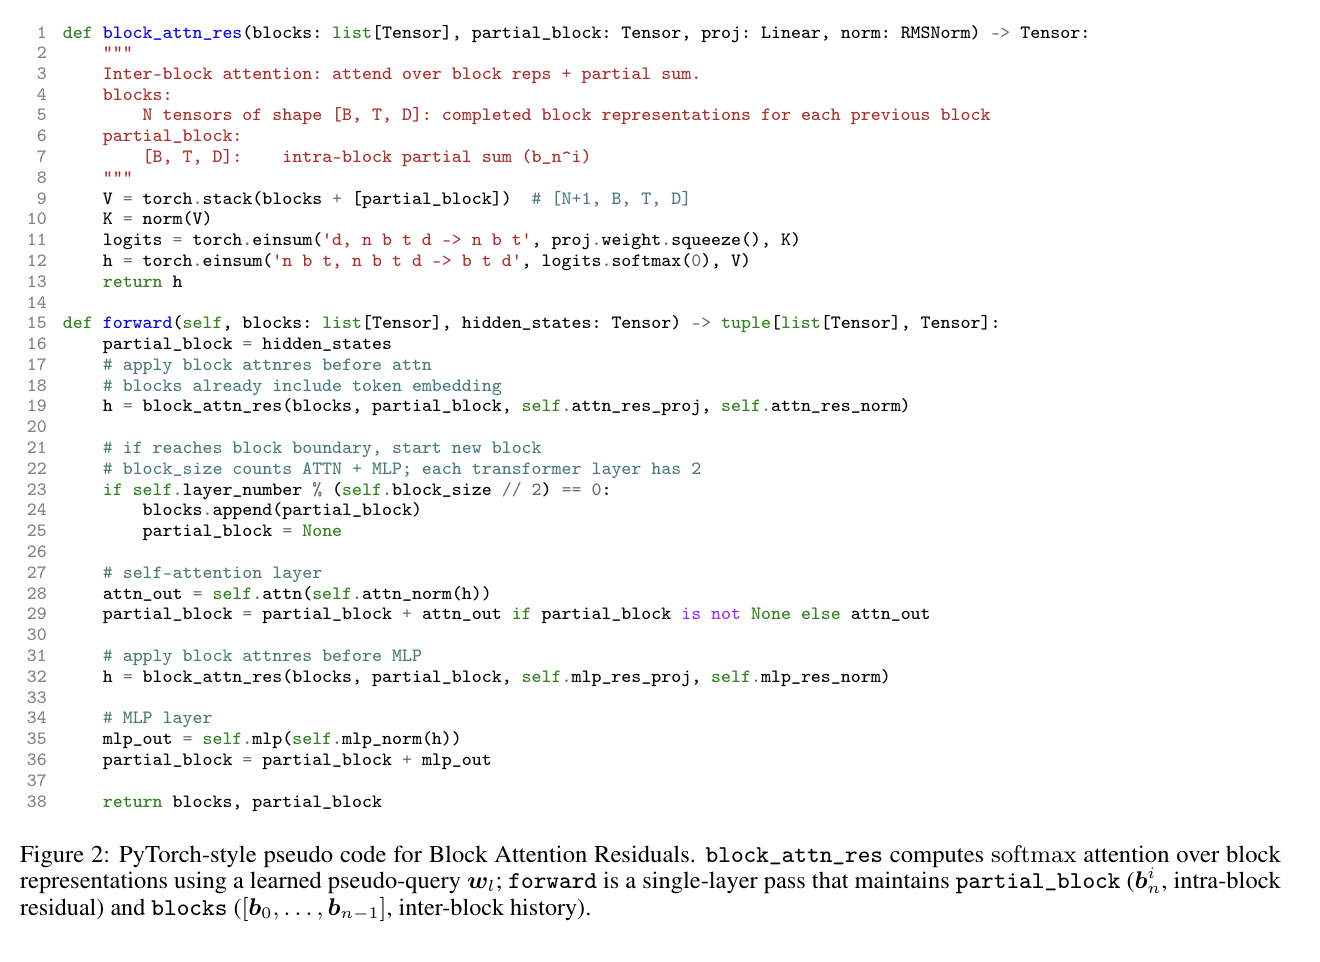 1 def block_attn_res(blocks: list[Tensor], partial_block: Tensor, proj: Linear, norm: RMSNorm) -> Tensor:
2     """
3     Inter-block attention: attend over block reps + partial sum.
4     blocks:
5         N tensors of shape [B, T, D]: completed block representations for each previous block
6     partial_block:
7         [B, T, D]:    intra-block partial sum (b_n^i)
8     """
9     V = torch.stack(blocks + [partial_block])  # [N+1, B, T, D]
10     K = norm(V)
11     logits = torch.einsum('d, n b t d -> n b t', proj.weight.squeeze(), K)
12     h = torch.einsum('n b t, n b t d -> b t d', logits.softmax(0), V)
13     return h
14
15 def forward(self, blocks: list[Tensor], hidden_states: Tensor) -> tuple[list[Tensor], Tensor]:
16     partial_block = hidden_states
17     # apply block attnres before attn
18     # blocks already include token embedding
19     h = block_attn_res(blocks, partial_block, self.attn_res_proj, self.attn_res_norm)
20
21     # if reaches block boundary, start new block
22     # block_size counts ATTN + MLP; each transformer layer has 2
23     if self.layer_number % (self.block_size // 2) == 0:
24         blocks.append(partial_block)
25         partial_block = None
26
27     # self-attention layer
28     attn_out = self.attn(self.attn_norm(h))
29     partial_block = partial_block + attn_out if partial_block is not None else attn_out
30
31     # apply block attnres before MLP
32     h = block_attn_res(blocks, partial_block, self.mlp_res_proj, self.mlp_res_norm)
33
34     # MLP layer
35     mlp_out = self.mlp(self.mlp_norm(h))
36     partial_block = partial_block + mlp_out
37
38     return blocks, partial_block
Figure 2: PyTorch-style pseudo code for Block Attention Residuals. block_attn_res computes softmax attention over block
representations using a learned pseudo-query w_l; forward is a single-layer pass that maintains partial_block (b_n^i, intra-block
residual) and blocks ([b_0, . . . , b_{n−1}], inter-block history).